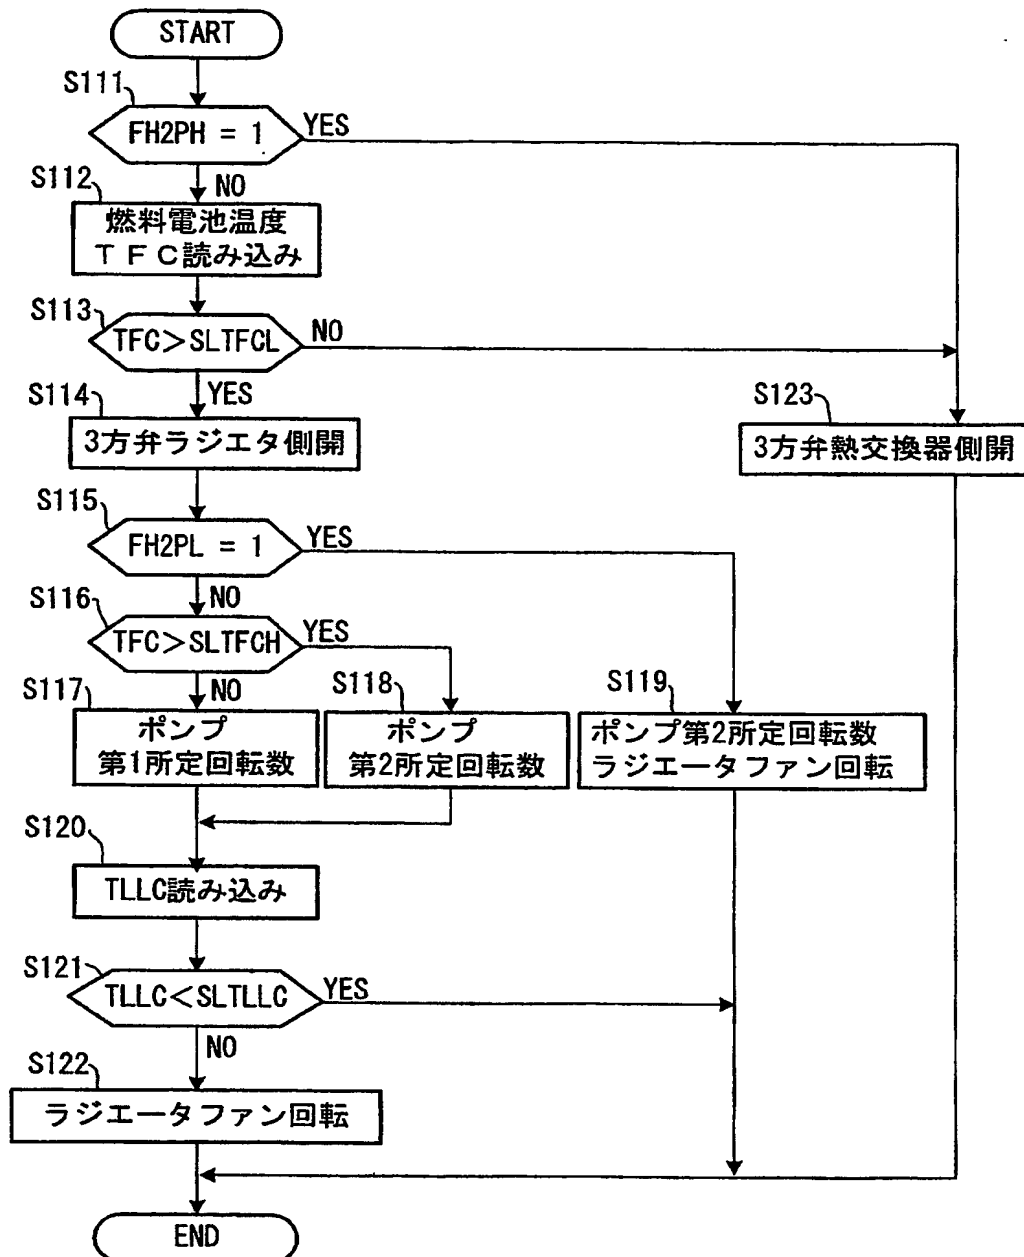 START
S111
FH2PH = 1
YES
NO
S112
燃料電池温度
TFC読み込み
S113
TFC>SLTFCL
NO
YES
S114
3方弁ラジエタ側開
S123
3方弁熱交換器側開
S115
FH2PL = 1
YES
NO
S116
TFC>SLTFCH
YES
NO
S117
ポンプ
第1所定回転数
S118
ポンプ
第2所定回転数
S119
ポンプ第2所定回転数
ラジエータファン回転
S120
TLLC読み込み
S121
TLLC<SLTLLC
YES
NO
S122
ラジエータファン回転
END